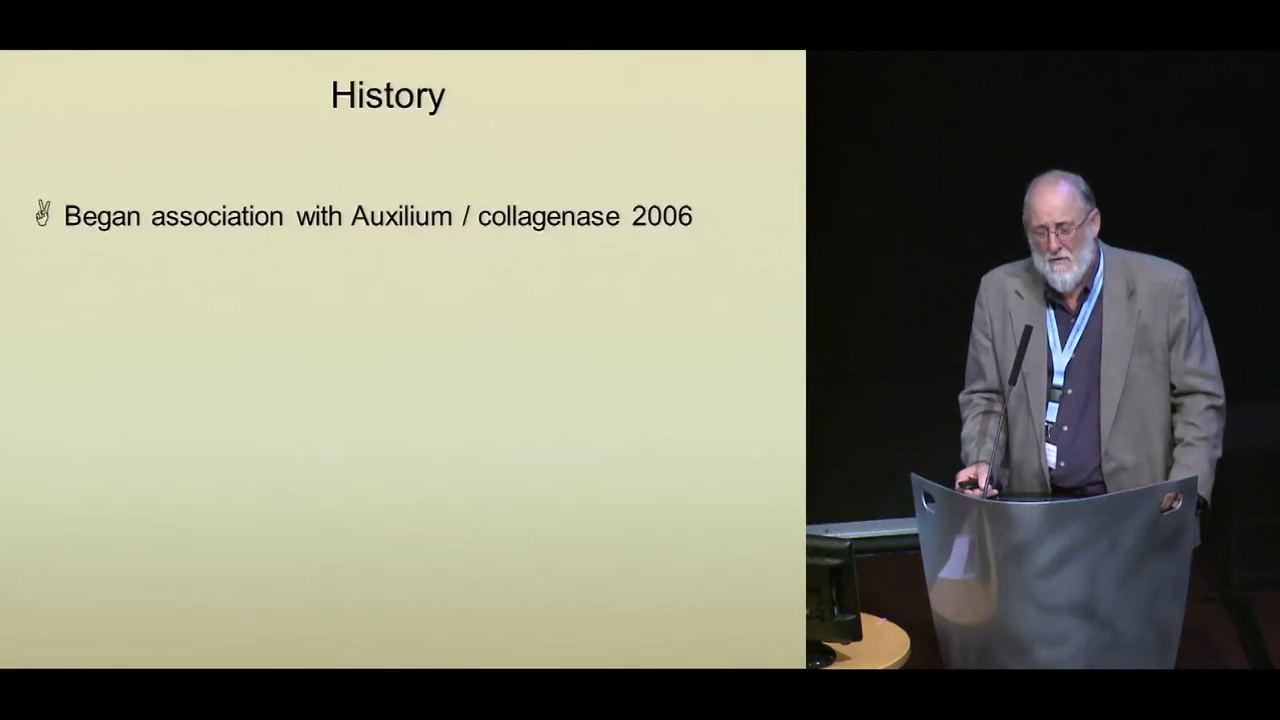 History
✌ Began association with Auxilium / collagenase 2006